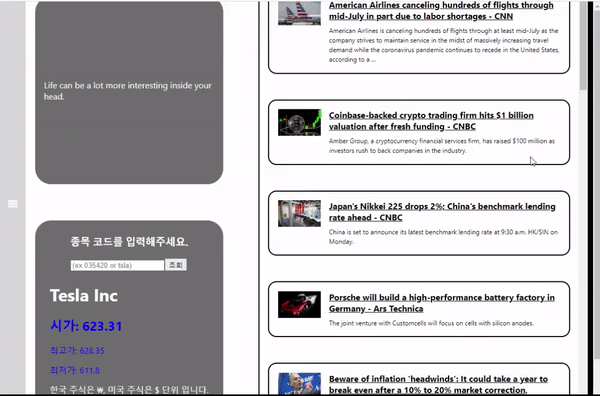 Life can be a lot more interesting inside your
head.
종목 코드를 입력해주세요.
(ex.035420 or tsla)
조회
Tesla Inc
시가: 623.31
최고가: 628.35
최저가: 611.8
한국 주식은 ₩, 미국 주식은 $ 단위 입니다.
American Airlines canceling hundreds of flights through
mid-July in part due to labor shortages - CNN
American Airlines is canceling hundreds of flights through at least mid-July as the
company strives to maintain service in the midst of massively increasing travel
demand while the coronavirus pandemic continues to recede in the United States,
according to a ...
Coinbase-backed crypto trading firm hits $1 billion
valuation after fresh funding - CNBC
Amber Group, a cryptocurrency financial services firm, has raised $100 million as
investors rush to back companies in the industry.
Japan's Nikkei 225 drops 2%; China's benchmark lending
rate ahead - CNBC
China is set to announce its latest benchmark lending rate at 9:30 a.m. HK/SIN on
Monday.
Porsche will build a high-performance battery factory in
Germany - Ars Technica
The joint venture with Customcells will focus on cells with silicon anodes.
Beware of inflation 'headwinds': It could take a year to
break even after a 10% to 20% market correction,